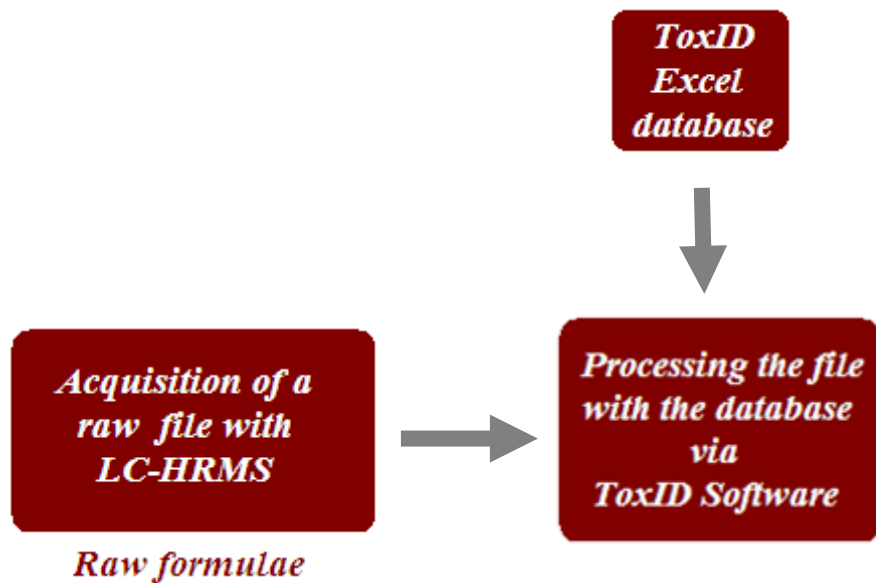 ToxID
Excel
database
Acquisition of a
raw file with
LC-HRMS
Raw formulae
Processing the file
with the database
via
ToxID Software